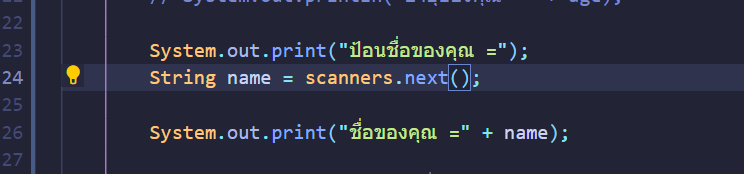 22
23 System.out.print("ป้อนชื่อของคุณ =");
24 String name = scanners.next();
25
26 System.out.print("ชื่อของคุณ =" + name);
27